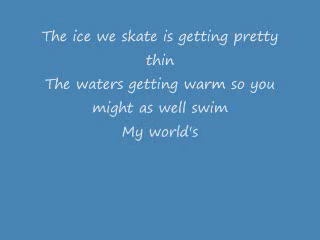 The ice we skate is getting pretty
thin
The waters getting warm so you
might as well swim
My world's